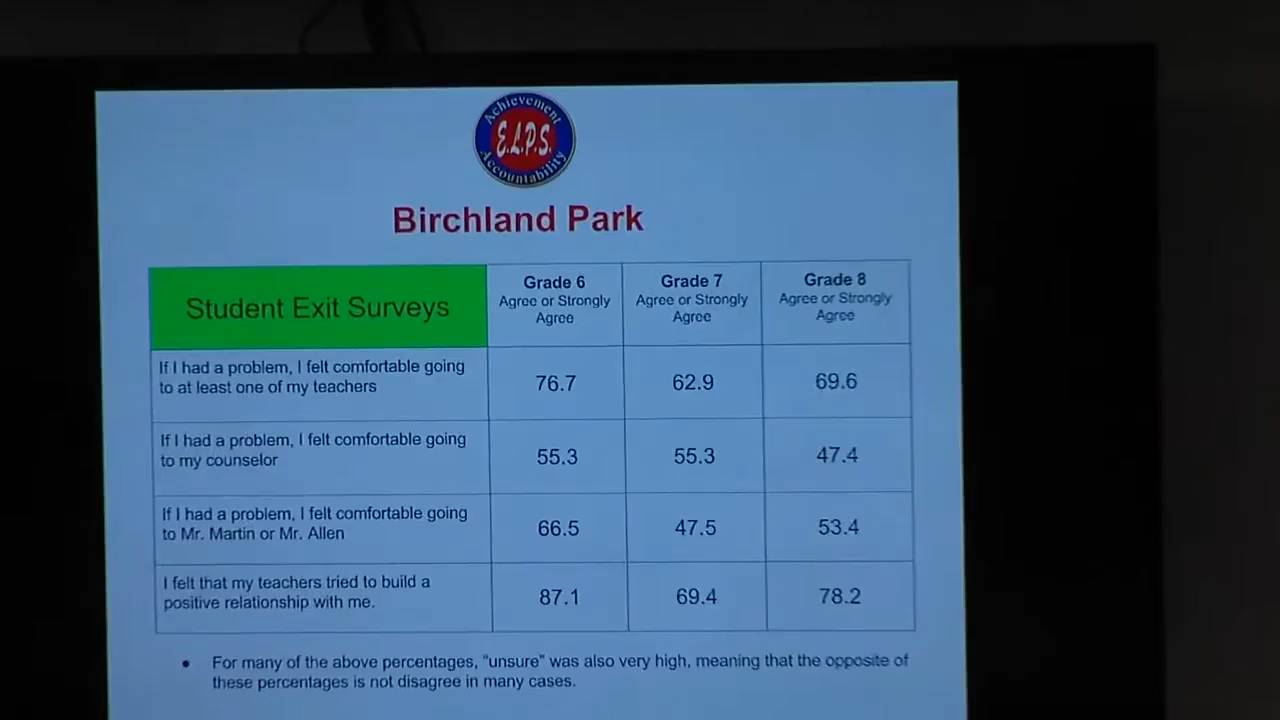 Achievement
E.L.P.S.
Accountability
Birchland Park
Student Exit Surveys
Grade 6
Agree or Strongly
Agree
Grade 7
Agree or Strongly
Agree
Grade 8
Agree or Strongly
Agree
If I had a problem, I felt comfortable going
to at least one of my teachers
76.7
62.9
69.6
If I had a problem, I felt comfortable going
to my counselor
55.3
55.3
47.4
If I had a problem, I felt comfortable going
to Mr. Martin or Mr. Allen
66.5
47.5
53.4
I felt that my teachers tried to build a
positive relationship with me.
87.1
69.4
78.2
• For many of the above percentages, "unsure" was also very high, meaning that the opposite of
these percentages is not disagree in many cases.